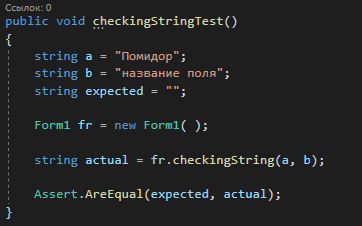 Ссылок: 0
public void checkingStringTest()
{
string a = "Помидор";
string b = "название поля";
string expected = "";
Form1 fr = new Form1( );
string actual = fr.checkingString(a, b);
Assert.AreEqual(expected, actual);
}